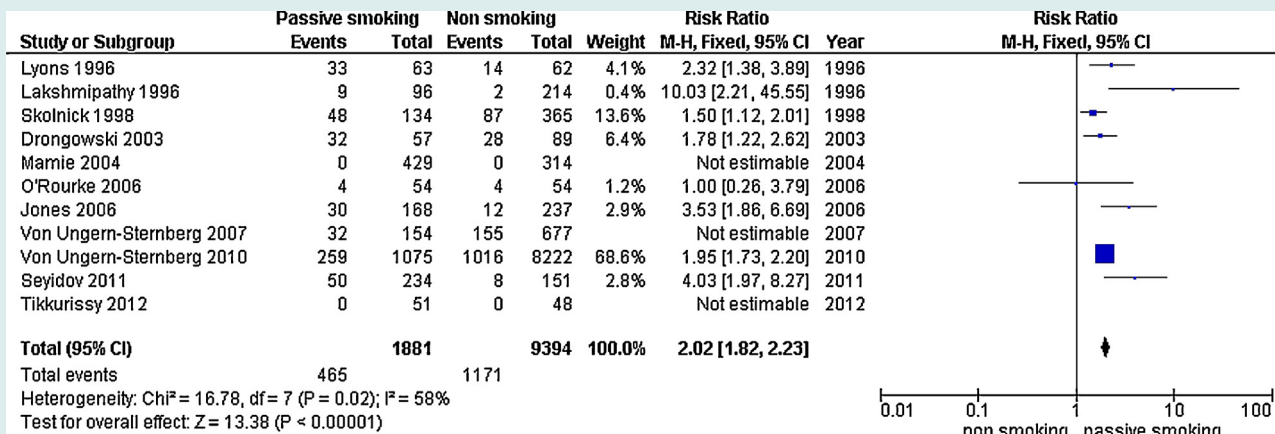 Passive smoking Non smoking Risk Ratio Risk Ratio
Study or Subgroup Events Total Events Total Weight M-H, Fixed, 95% CI Year M-H, Fixed, 95% CI
Lyons 1996 33 63 14 62 4.1% 2.32 [1.38, 3.89] 1996
Lakshmipathy 1996 9 96 2 214 0.4% 10.03 [2.21, 45.55] 1996
Skolnick 1998 48 134 87 365 13.6% 1.50 [1.12, 2.01] 1998
Drongowski 2003 32 57 28 89 6.4% 1.78 [1.22, 2.62] 2003
Mamie 2004 0 429 0 314 Not estimable 2004
O'Rourke 2006 4 54 4 54 1.2% 1.00 [0.26, 3.79] 2006
Jones 2006 30 168 12 237 2.9% 3.53 [1.86, 6.69] 2006
Von Ungern-Sternberg 2007 32 154 155 677 Not estimable 2007
Von Ungern-Sternberg 2010 259 1075 1016 8222 68.6% 1.95 [1.73, 2.20] 2010
Seyidov 2011 50 234 8 151 2.8% 4.03 [1.97, 8.27] 2011
Tikkurissy 2012 0 51 0 48 Not estimable 2012
Total (95% CI) 1881 9394 100.0% 2.02 [1.82, 2.23]
Total events 465 1171
Heterogeneity: Chi² = 16.78, df = 7 (P = 0.02); I² = 58%
Test for overall effect: Z = 13.38 (P < 0.00001)
0.01 0.1 1 10 100
non smoking passive smoking